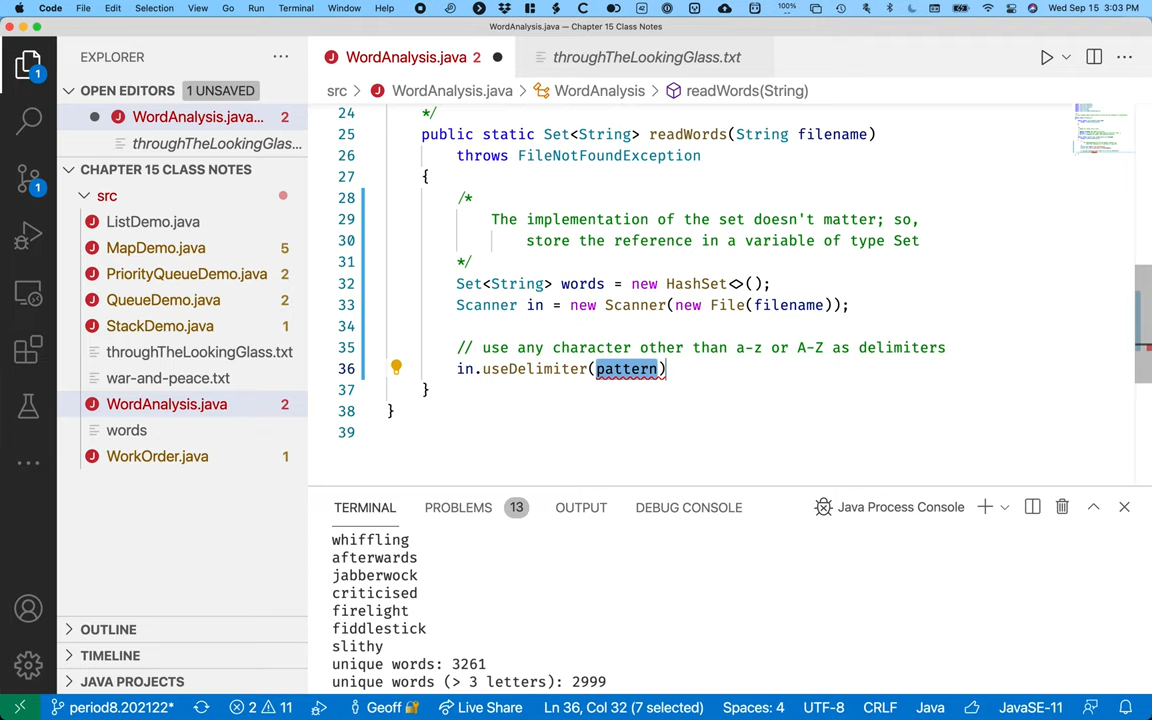 Code File Edit Selection View Go Run Terminal Window Help 100% Wed Sep 15 3:03 PM
WordAnalysis.java — Chapter 15 Class Notes
EXPLORER
OPEN EDITORS 1 UNSAVED
WordAnalysis.java... 2
throughTheLookingGlas...
CHAPTER 15 CLASS NOTES
src
ListDemo.java
MapDemo.java 5
PriorityQueueDemo.java 2
QueueDemo.java 2
StackDemo.java 1
throughTheLookingGlass.txt
war-and-peace.txt
WordAnalysis.java 2
words
WorkOrder.java 1
OUTLINE
TIMELINE
JAVA PROJECTS
1
1
WordAnalysis.java 2
throughTheLookingGlass.txt
src > WordAnalysis.java > WordAnalysis > readWords(String)
24 */
25 public static Set<String> readWords(String filename)
26 throws FileNotFoundException
27 {
28 /*
29 The implementation of the set doesn't matter; so,
30 store the reference in a variable of type Set
31 */
32 Set<String> words = new HashSet<>();
33 Scanner in = new Scanner(new File(filename));
34
35 // use any character other than a-z or A-Z as delimiters
36 in.useDelimiter(pattern)
37 }
38 }
39
TERMINAL PROBLEMS 13 OUTPUT DEBUG CONSOLE Java Process Console
whiffling
afterwards
jabberwock
criticised
firelight
fiddlestick
slithy
unique words: 3261
unique words (> 3 letters): 2999
period8.202122* 2 11 Geoff Live Share Ln 36, Col 32 (7 selected) Spaces: 4 UTF-8 CRLF Java JavaSE-11